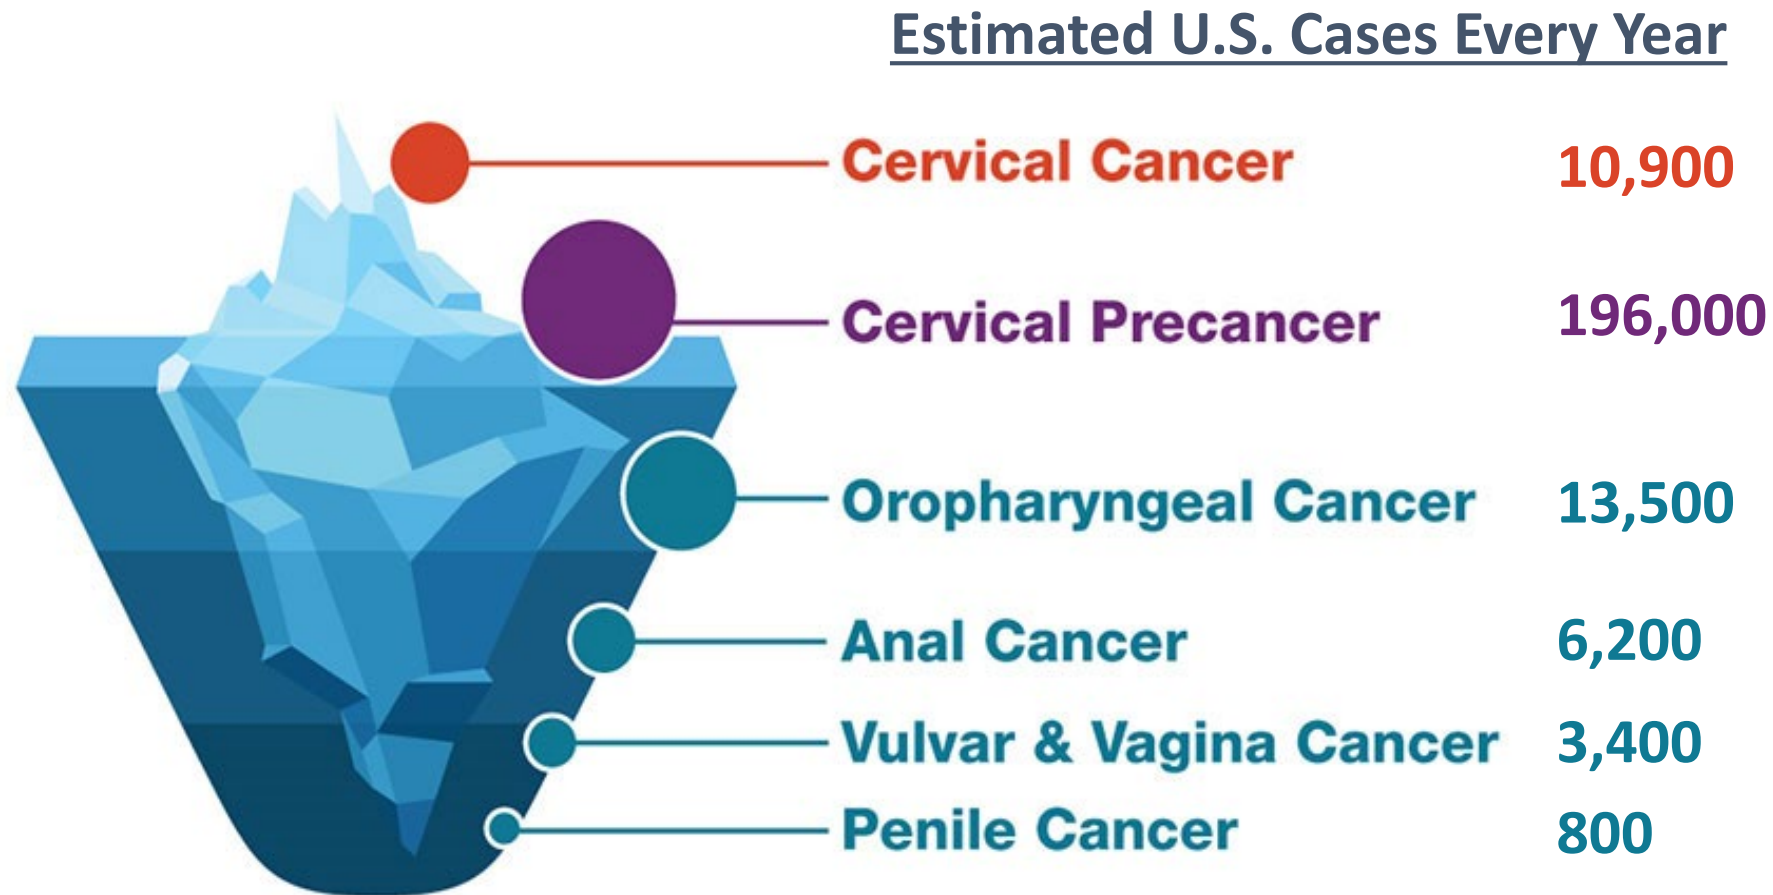 Estimated U.S. Cases Every Year
Cervical Cancer 10,900
Cervical Precancer 196,000
Oropharyngeal Cancer 13,500
Anal Cancer 6,200
Vulvar & Vagina Cancer 3,400
Penile Cancer 800